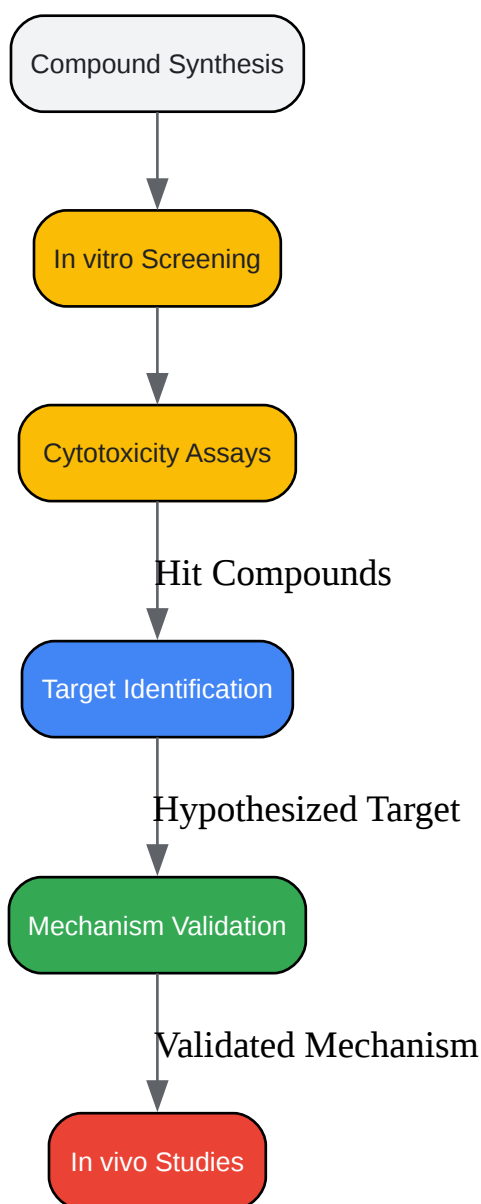 Compound Synthesis
In vitro Screening
Cytotoxicity Assays
Hit Compounds
Target Identification
Hypothesized Target
Mechanism Validation
Validated Mechanism
In vivo Studies